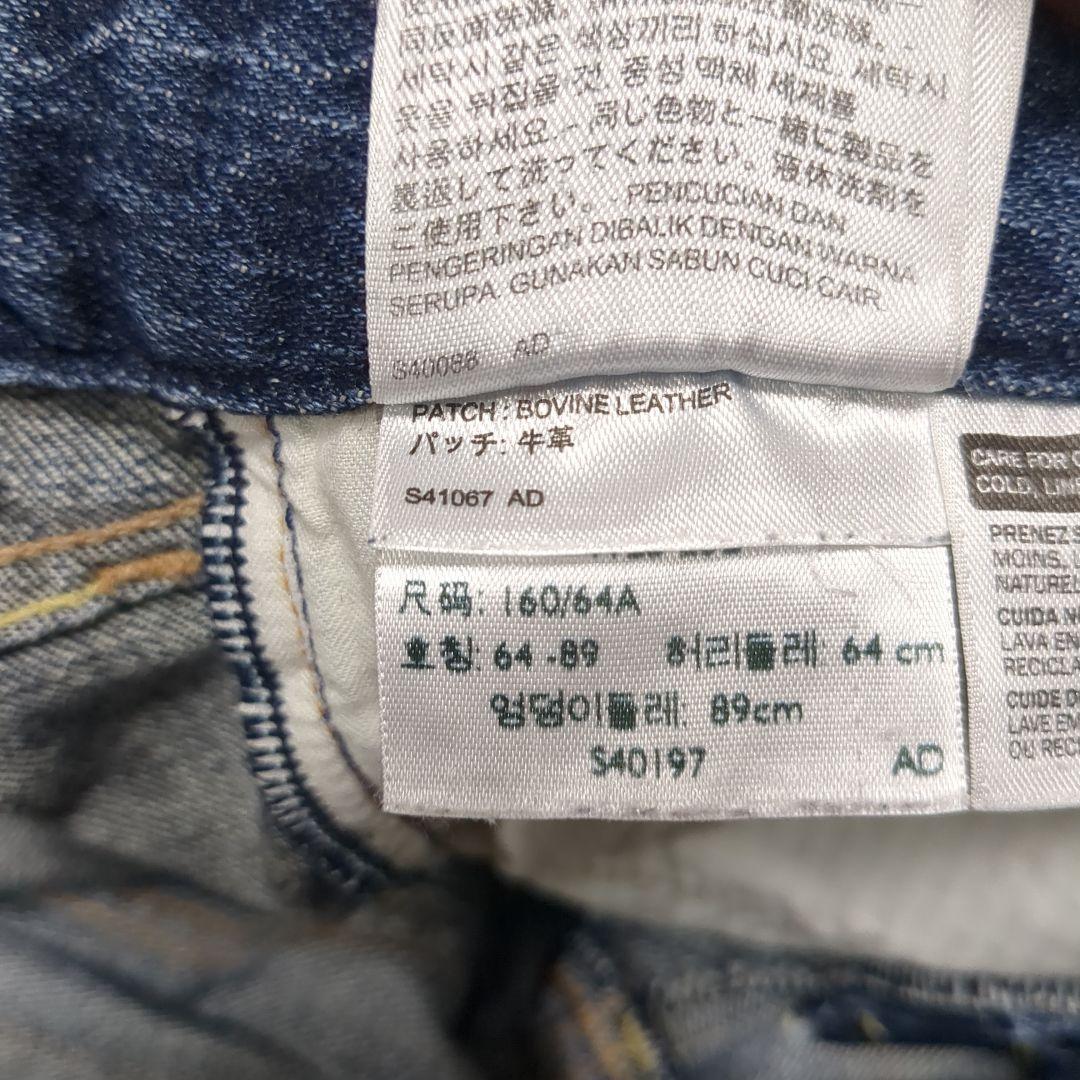 세탁시 같은 색상끼리 하십시오. 세탁시
옷을 뒤집을 것. 중성 액체 세제를
사용하세요. - 同じ色物と一緒に製品を
裏返して洗ってください。液体洗剤を
ご使用下さい。 PENCUCIAN DAN
PENGERINGAN DIBALIK DENGAN WARNA
SERUPA. GUNAKAN SABUN CUCI CAIR
S40086 AD
PATCH : BOVINE LEATHER
パッチ: 牛革
S41067 AD
尺码: 160/64A
호칭: 64 -89 허리둘레: 64 cm
엉덩이둘레: 89cm
S40197 AD
CARE FOR
COLD, LIN
PRENEZ S
MOINS, L
NATUREL
CUIDA N
LAVA EN
RECICLA
CUIDE D
LAVE EM
OU REC